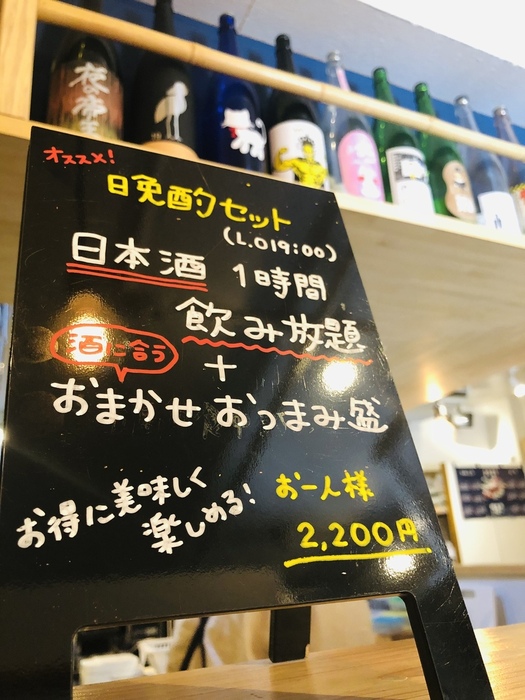 オススメ!
晩酌セット
(L.O19:00)
日本酒 1時間
飲み放題
酒に合う
+
おまかせ おつまみ盛
お得に美味しく
楽しめる!
お一人様
2,200円